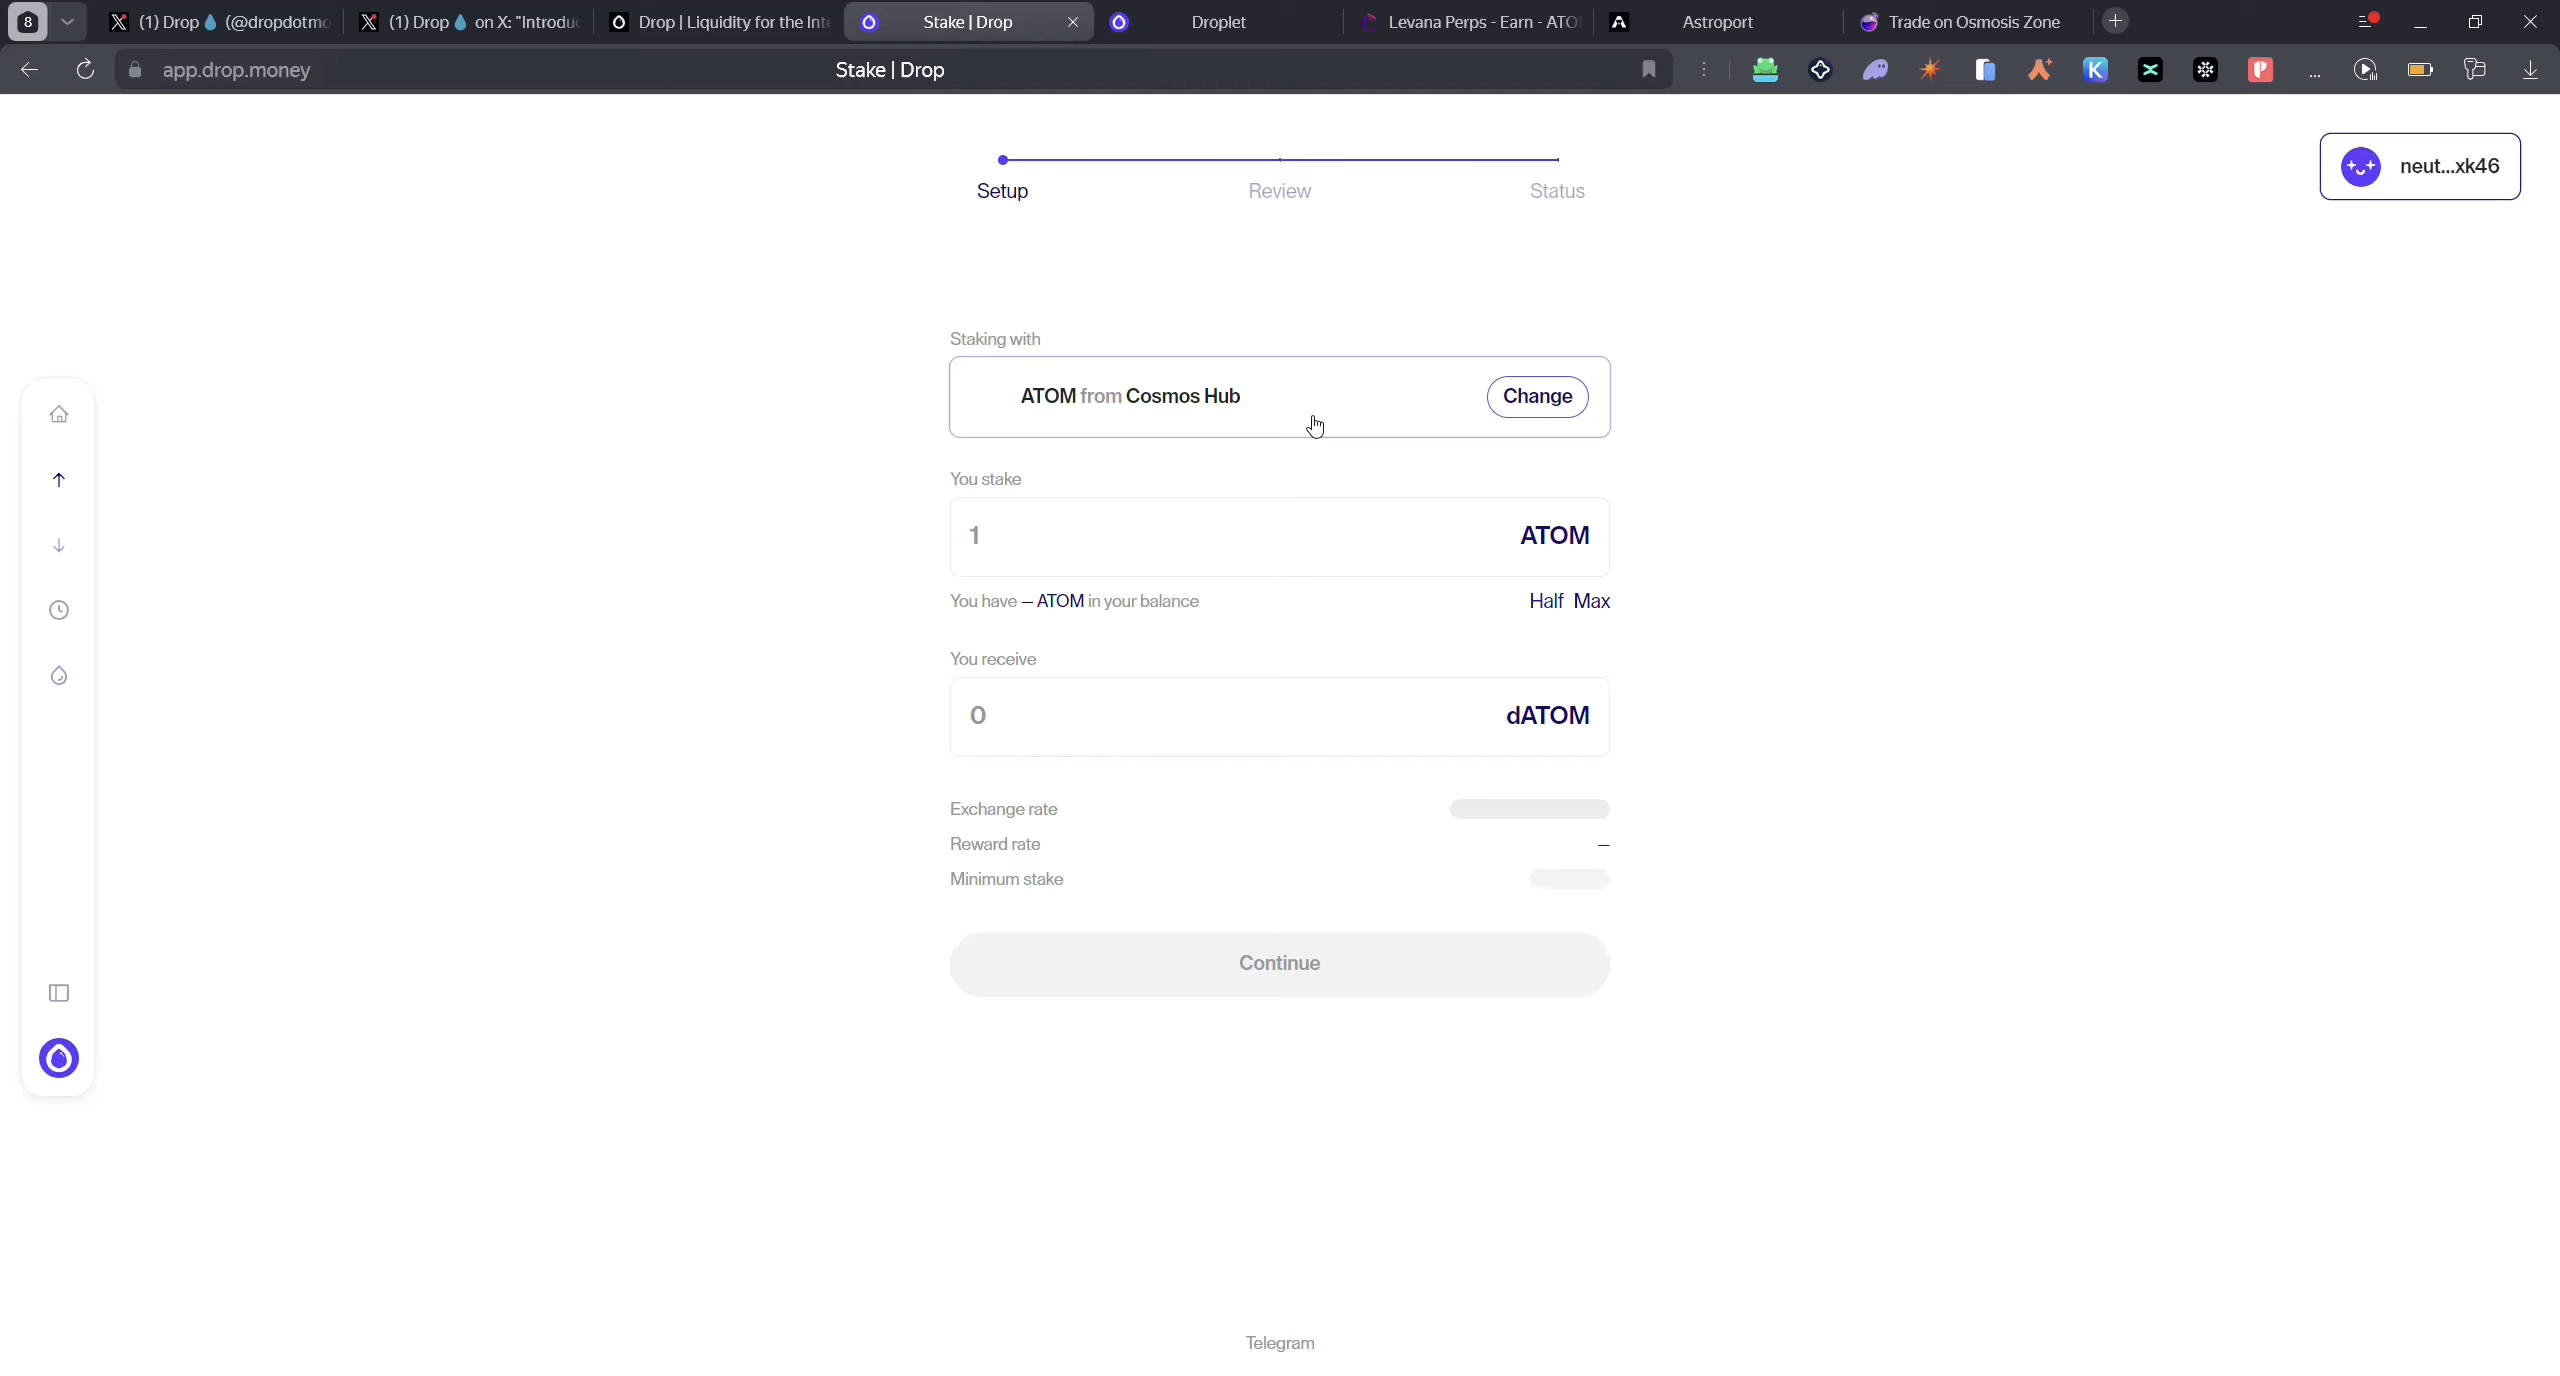 8
(1) Drop💧 (@dropdotmo
(1) Drop💧 on X: "Introdu
Drop | Liquidity for the Inte
Stake | Drop
Droplet
Levana Perps - Earn - ATO
Astroport
Trade on Osmosis Zone
app.drop.money
Stake | Drop
Setup
Review
Status
neut...xk46
Staking with
ATOM from Cosmos Hub
Change
You stake
1
ATOM
You have – ATOM in your balance
Half Max
You receive
0
dATOM
Exchange rate
Reward rate
–
Minimum stake
Continue
Telegram